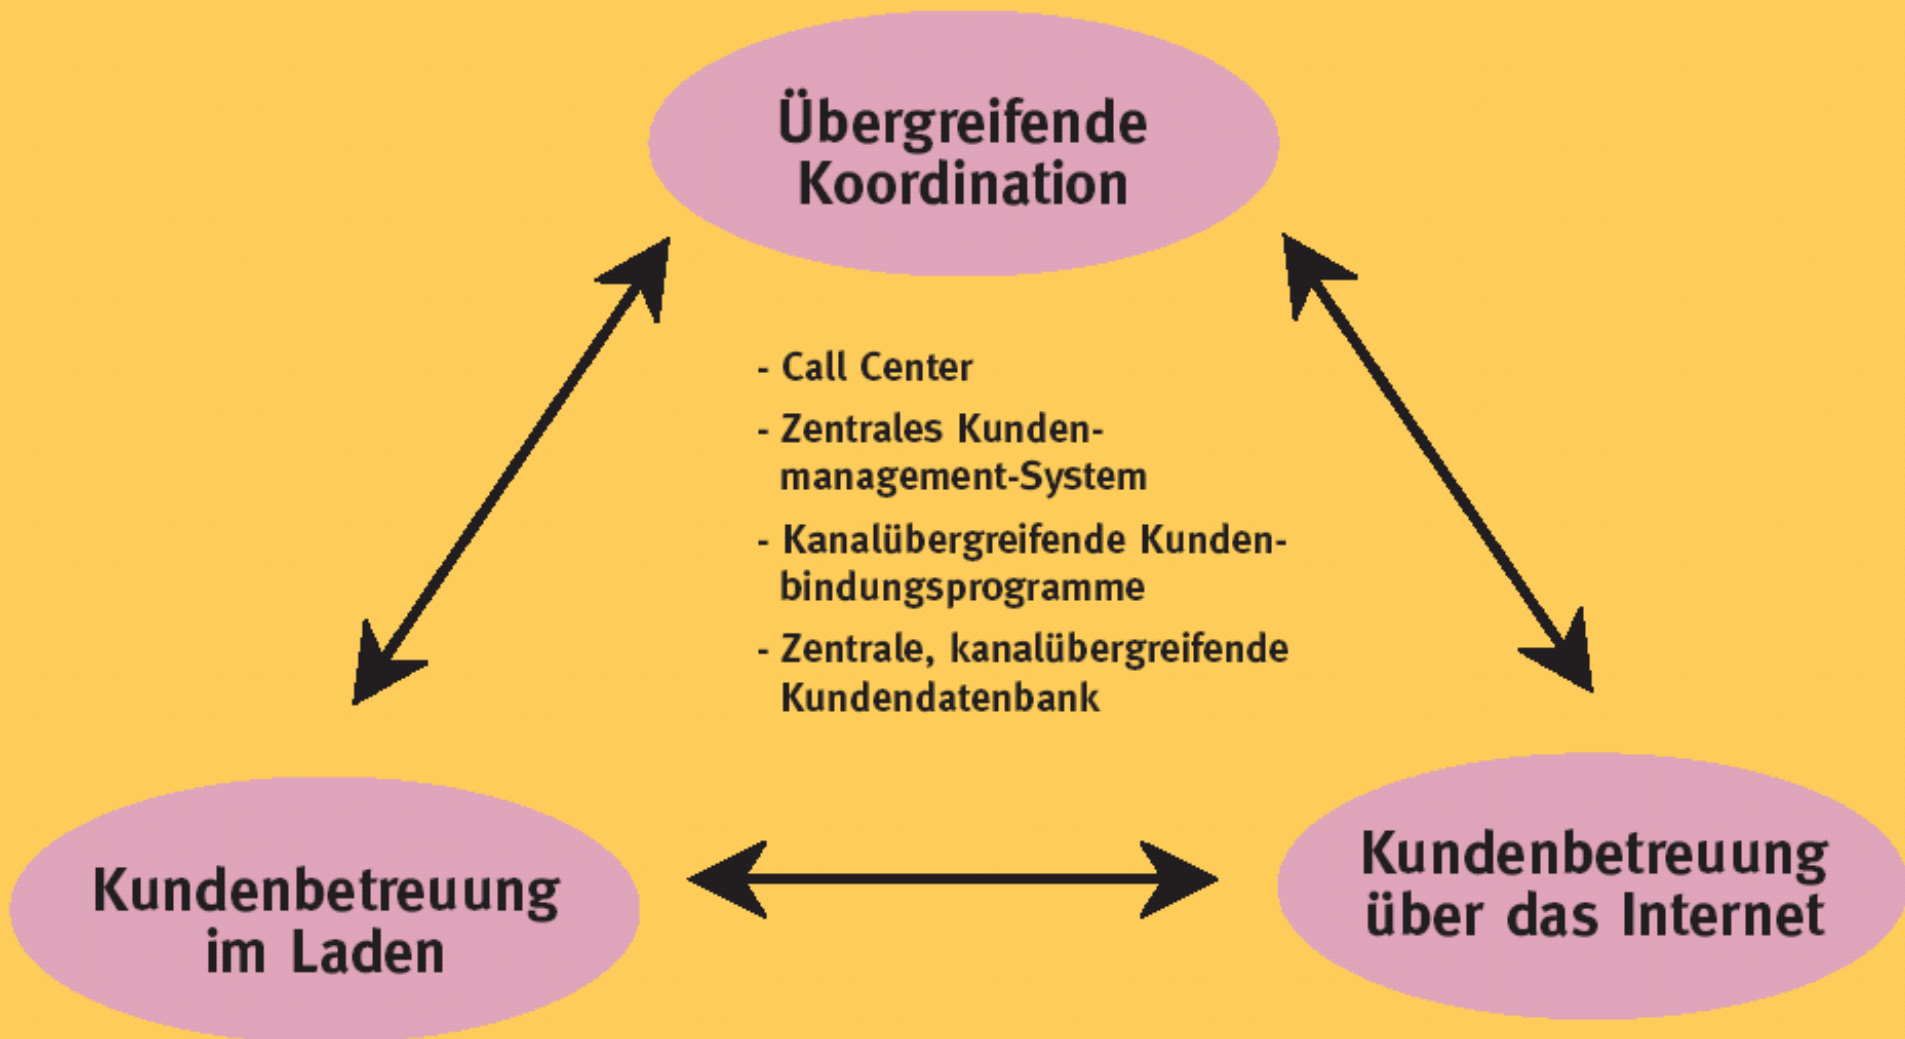 Übergreifende
Koordination
- Call Center
- Zentrales Kunden-
management-System
- Kanalübergreifende Kunden-
bindungsprogramme
- Zentrale, kanalübergreifende
Kundendatenbank
Kundenbetreuung
im Laden
Kundenbetreuung
über das Internet